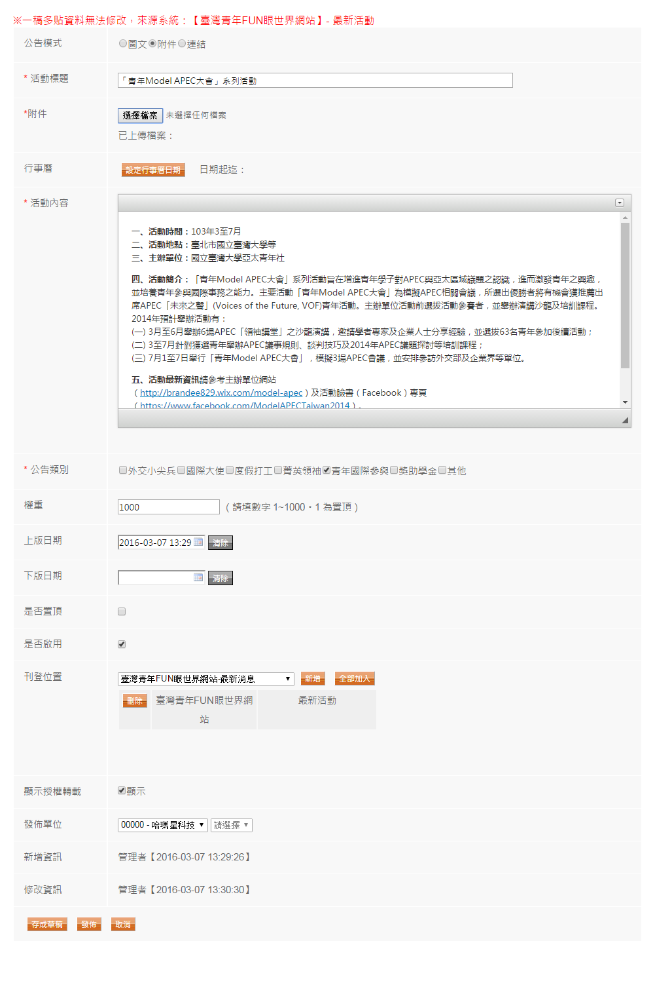 ※一稿多貼資料無法修改，來源系統：【臺灣青年FUN眼世界網站】- 最新活動
公告模式
圖文 附件 連結
* 活動標題
「青年Model APEC大會」系列活動
*附件
選擇檔案 未選擇任何檔案
已上傳檔案：
行事曆
設定行事曆日期 日期起迄：
* 活動內容
一、活動時間：103年3至7月
二、活動地點：臺北市國立臺灣大學等
三、主辦單位：國立臺灣大學亞太青年社
四、活動簡介：「青年Model APEC大會」系列活動旨在增進青年學子對APEC與亞太區域議題之認識，進而激發青年之興趣，
並培養青年參與國際事務之能力。主要活動「青年Model APEC大會」為模擬APEC相關會議，所選出優勝者將有機會獲推薦出
席APEC「未來之聲」(Voices of the Future, VOF)青年活動。主辦單位活動前選拔活動參賽者，並舉辦演講沙龍及培訓課程。
2014年預計舉辦活動有：
(一) 3月至6月舉辦6場APEC「領袖講堂」之沙龍演講，邀請學者專家及企業人士分享經驗，並選拔63名青年參加後續活動；
(二) 3至7月針對獲選青年舉辦APEC議事規則、談判技巧及2014年APEC議題探討等培訓課程；
(三) 7月1至7日舉行「青年Model APEC大會」，模擬3場APEC會議，並安排參訪外交部及企業界等單位。
五、活動最新資訊請參考主辦單位網站
（http://brandee829.wix.com/model-apec）及活動臉書（Facebook）專頁
（https://www.facebook.com/ModelAPECTaiwan2014）。
* 公告類別
外交小尖兵 國際大使 度假打工 菁英領袖 青年國際參與 獎助學金 其他
權重
1000 （請填數字 1~1000。1 為置頂）
上版日期
2016-03-07 13:29 清除
下版日期
清除
是否置頂
是否啟用
刊登位置
臺灣青年FUN眼世界網站-最新消息 新增 全部加入
刪除 臺灣青年FUN眼世界網 最新活動
站
顯示授權轉載
顯示
發佈單位
00000 - 哈瑪星科技 請選擇
新增資訊
管理者【2016-03-07 13:29:26】
修改資訊
管理者【2016-03-07 13:30:30】
存成草稿 發佈 取消